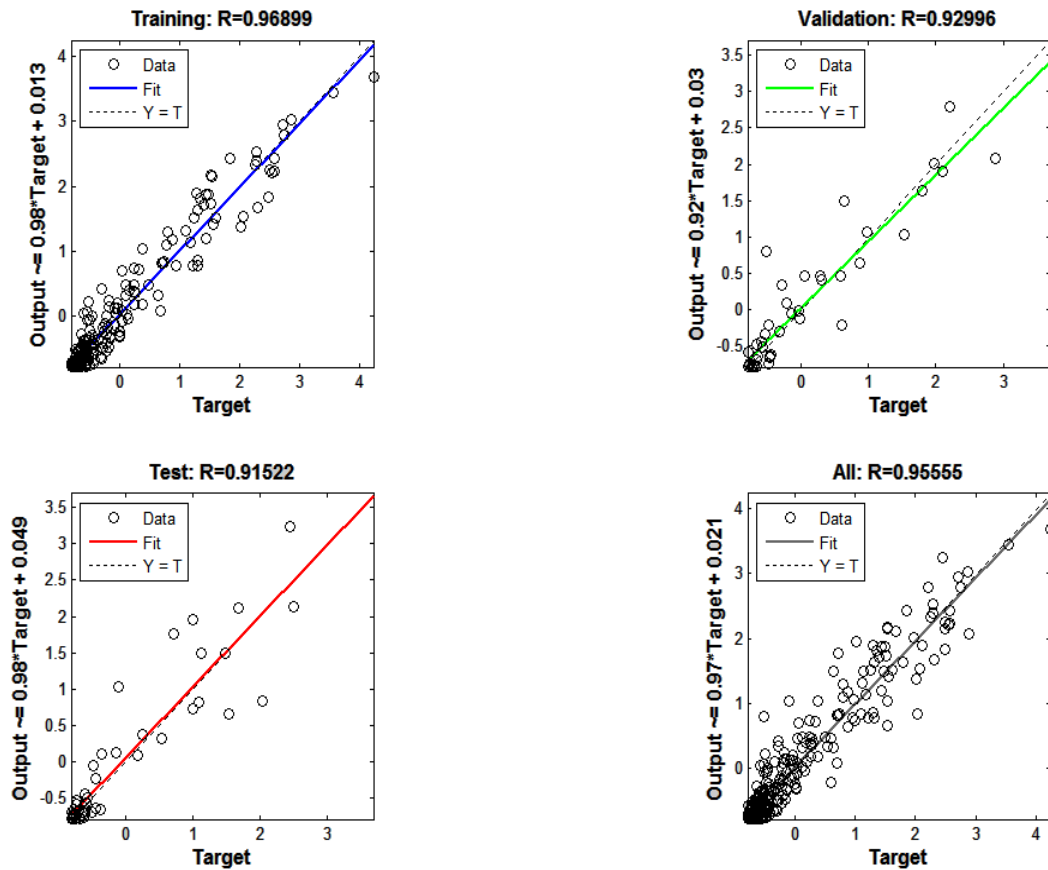 Training: R=0.96899
Output ~= 0.98*Target + 0.013
4
3
2
1
0
Data
Fit
Y = T
0 1 2 3 4
Target
Validation: R=0.92996
Output ~= 0.92*Target + 0.03
3.5
3
2.5
2
1.5
1
0.5
0
-0.5
Data
Fit
Y = T
0 1 2 3
Target
Test: R=0.91522
Output ~= 0.98*Target + 0.049
3.5
3
2.5
2
1.5
1
0.5
0
-0.5
Data
Fit
Y = T
0 1 2 3
Target
All: R=0.95555
Output ~= 0.97*Target + 0.021
4
3
2
1
0
Data
Fit
Y = T
0 1 2 3 4
Target